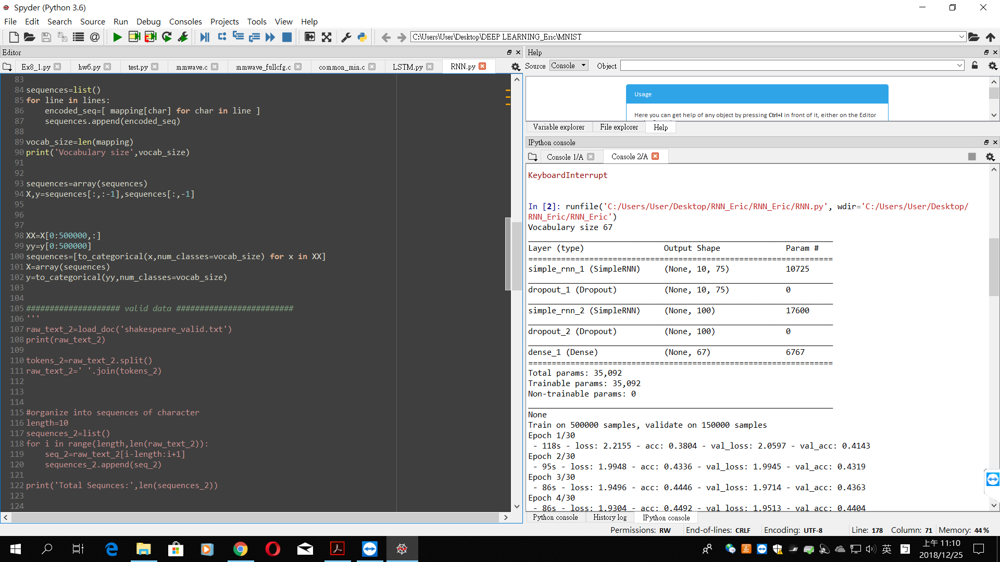 Spyder (Python 3.6)
File Edit Search Source Run Debug Consoles Projects Tools View Help
C:\Users\User\Desktop\DEEP LEARNING_Eric\MNIST
Editor
Ex8_1.py hw6.py test.py mmwave.c mmwave_fullcfg.c common_min.c LSTM.py RNN.py
83
84 sequences=list()
85 for line in lines:
86 encoded_seq=[ mapping[char] for char in line ]
87 sequences.append(encoded_seq)
88
89 vocab_size=len(mapping)
90 print('Vocabulary size',vocab_size)
91
92
93 sequences=array(sequences)
94 X,y=sequences[:,:-1],sequences[:,-1]
95
96
97
98 XX=X[0:500000,:]
99 yy=y[0:500000]
100 sequences=[to_categorical(x,num_classes=vocab_size) for x in XX]
101 X=array(sequences)
102 y=to_categorical(yy,num_classes=vocab_size)
103
104
105 #################### valid data #########################
106 '''
107 raw_text_2=load_doc('shakespeare_valid.txt')
108 print(raw_text_2)
109
110 tokens_2=raw_text_2.split()
111 raw_text_2=' '.join(tokens_2)
112
113
114
115 #organize into sequences of character
116 length=10
117 sequences_2=list()
118 for i in range(length,len(raw_text_2)):
119 seq_2=raw_text_2[i-length:i+1]
120 sequences_2.append(seq_2)
121
122 print('Total Sequnces:',len(sequences_2))
123
124
Help
Source Console Object
Usage
Here you can get help of any object by pressing Ctrl+I in front of it, either on the Editor
Variable explorer File explorer Help
IPython console
Console 1/A Console 2/A
KeyboardInterrupt
In [2]: runfile('C:/Users/User/Desktop/RNN_Eric/RNN_Eric/RNN.py', wdir='C:/Users/User/Desktop/
RNN_Eric/RNN_Eric')
Vocabulary size 67
_________________________________________________________________
Layer (type) Output Shape Param #
=================================================================
simple_rnn_1 (SimpleRNN) (None, 10, 75) 10725
_________________________________________________________________
dropout_1 (Dropout) (None, 10, 75) 0
_________________________________________________________________
simple_rnn_2 (SimpleRNN) (None, 100) 17600
_________________________________________________________________
dropout_2 (Dropout) (None, 100) 0
_________________________________________________________________
dense_1 (Dense) (None, 67) 6767
=================================================================
Total params: 35,092
Trainable params: 35,092
Non-trainable params: 0
_________________________________________________________________
None
Train on 500000 samples, validate on 150000 samples
Epoch 1/30
- 118s - loss: 2.2155 - acc: 0.3804 - val_loss: 2.0597 - val_acc: 0.4143
Epoch 2/30
- 95s - loss: 1.9948 - acc: 0.4336 - val_loss: 1.9945 - val_acc: 0.4319
Epoch 3/30
- 86s - loss: 1.9496 - acc: 0.4446 - val_loss: 1.9714 - val_acc: 0.4363
Epoch 4/30
- 86s - loss: 1.9304 - acc: 0.4492 - val_loss: 1.9513 - val_acc: 0.4404
Python console History log IPython console
Permissions: RW End-of-lines: CRLF Encoding: UTF-8 Line: 178 Column: 71 Memory: 44 %
英
上午 11:10
2018/12/25